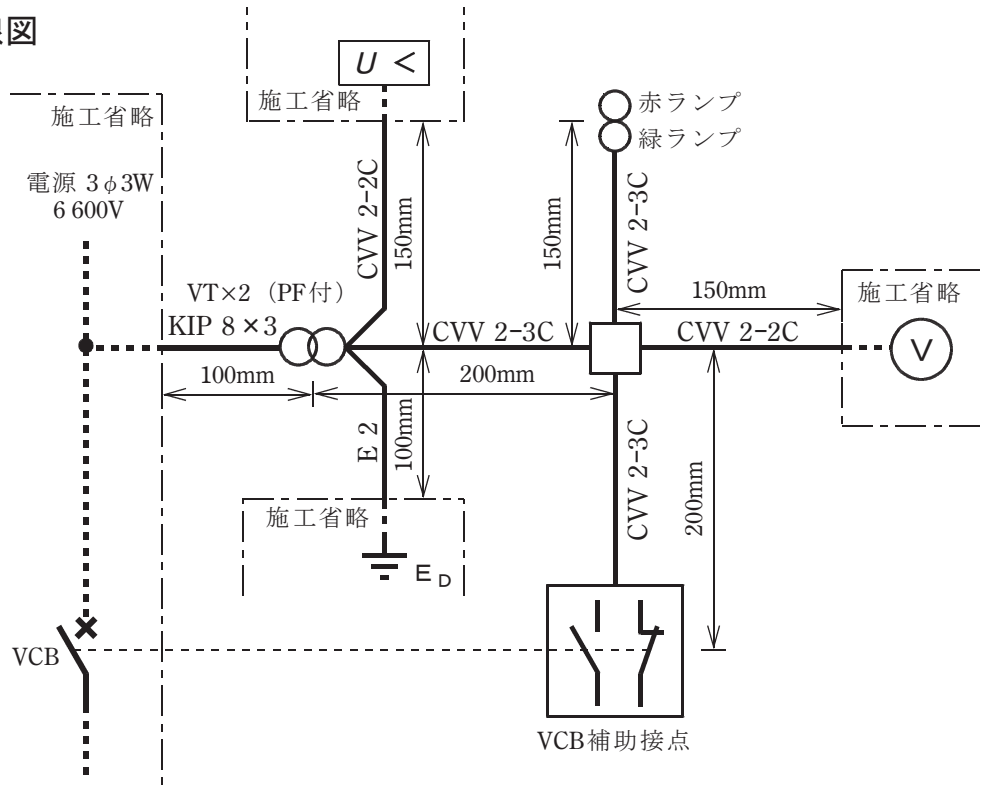 図
U <
施工省略
赤ランプ
緑ランプ
施工省略
電源 3φ3W
6 600V
CVV 2-2C
150mm
150mm
CVV 2-3C
150mm
施工省略
VT×2 (PF付)
KIP 8×3
CVV 2-3C
CVV 2-2C
V
100mm
200mm
E 2
100mm
CVV 2-3C
200mm
施工省略
E D
VCB
VCB補助接点